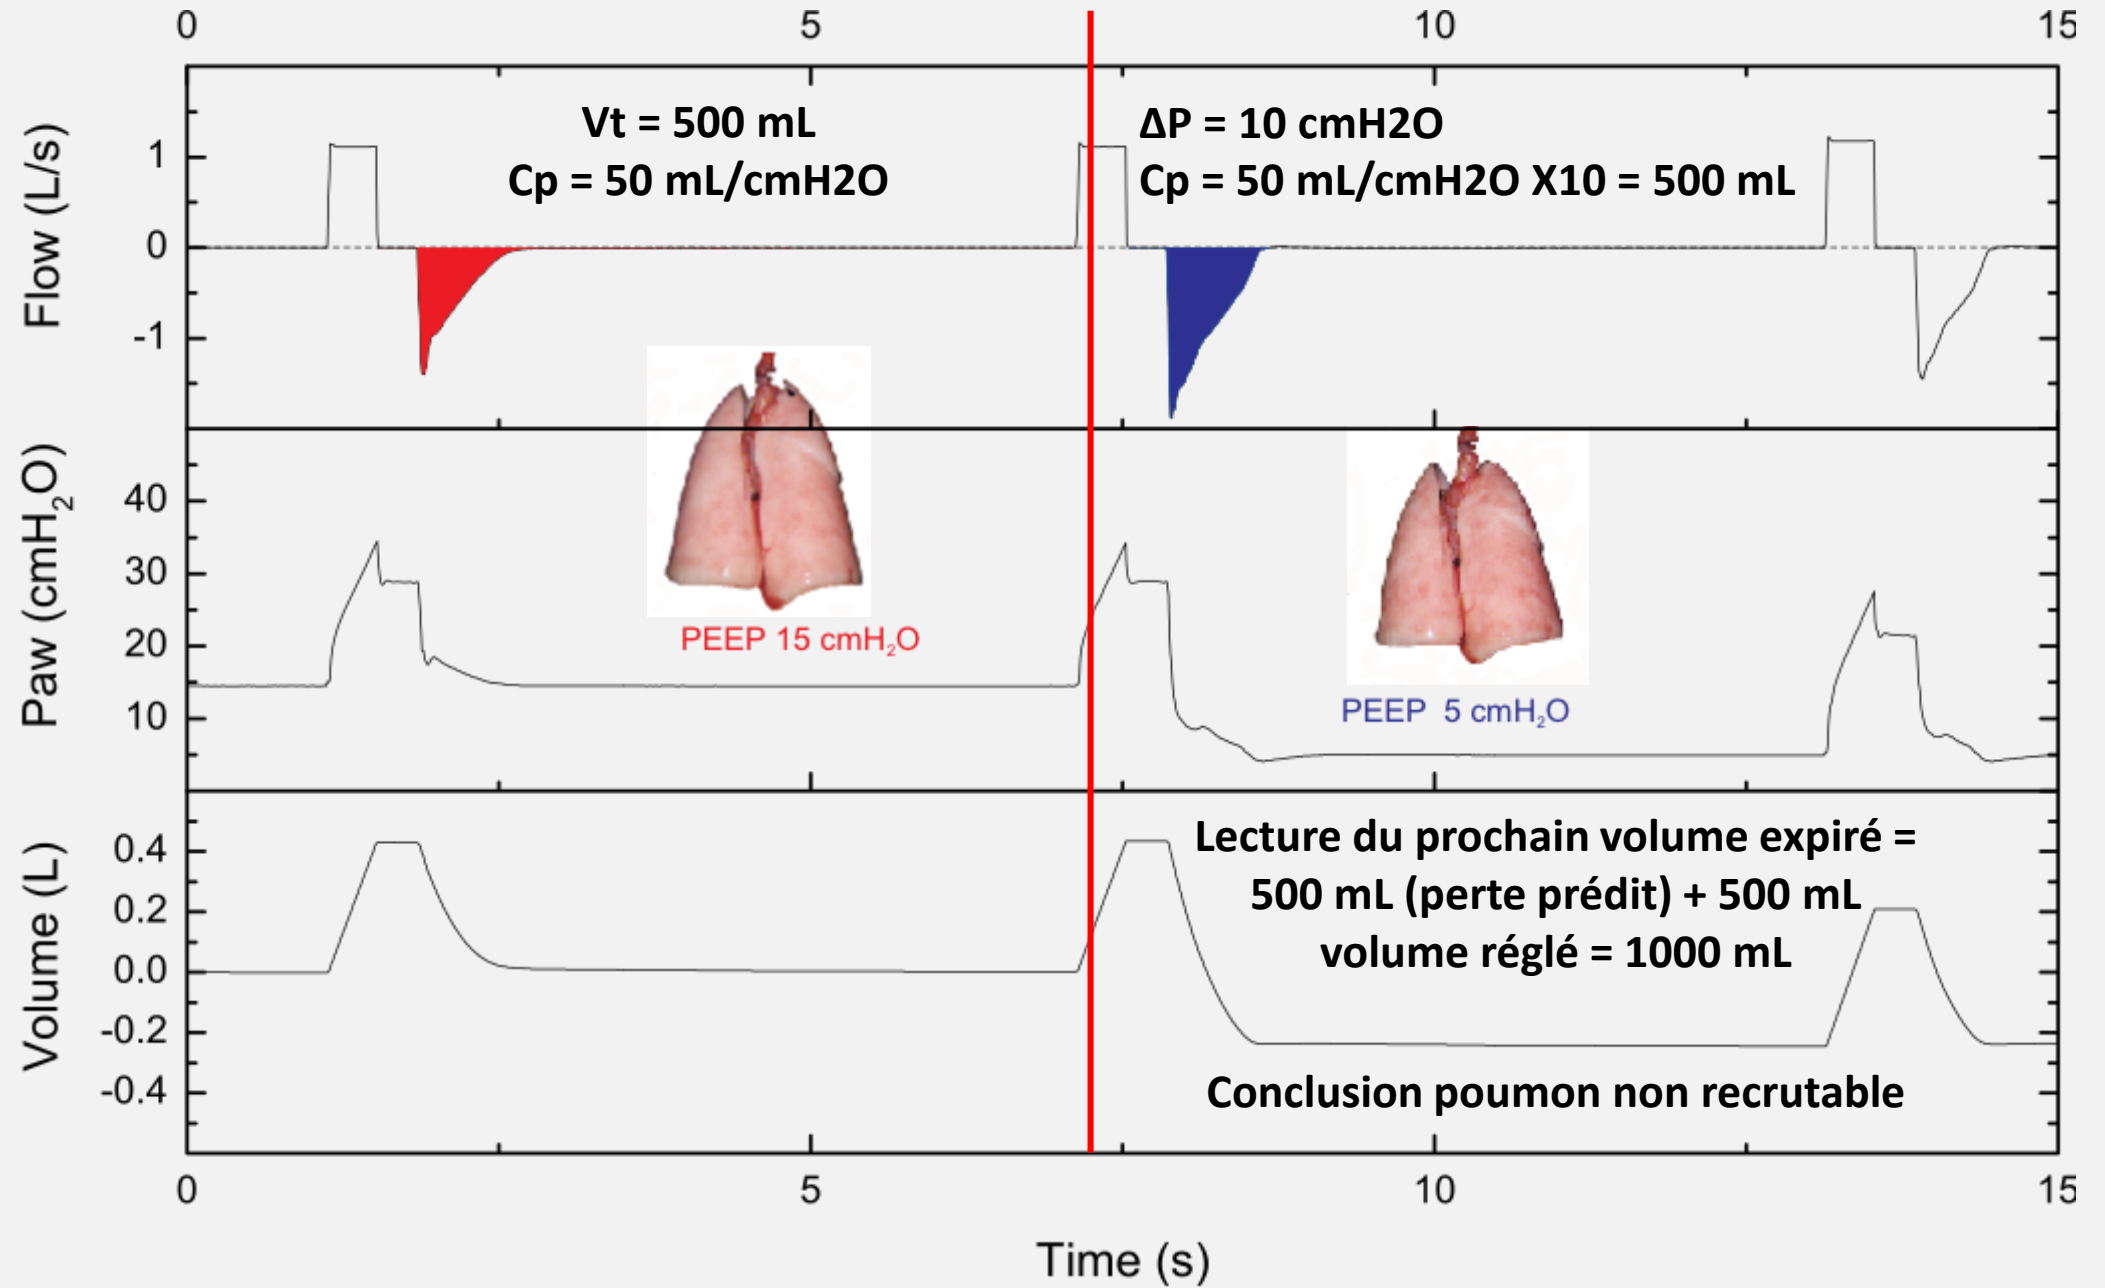 0 5 10 15
Flow (L/s)
1
0
-1
Vt = 500 mL
Cp = 50 mL/cmH2O
ΔP = 10 cmH2O
Cp = 50 mL/cmH2O X10 = 500 mL
Paw (cmH₂O)
40
30
20
10
PEEP 15 cmH₂O
PEEP 5 cmH₂O
Volume (L)
0.4
0.2
0.0
-0.2
-0.4
Lecture du prochain volume expiré =
500 mL (perte prédit) + 500 mL
volume réglé = 1000 mL
Conclusion poumon non recrutable
0 5 10 15
Time (s)